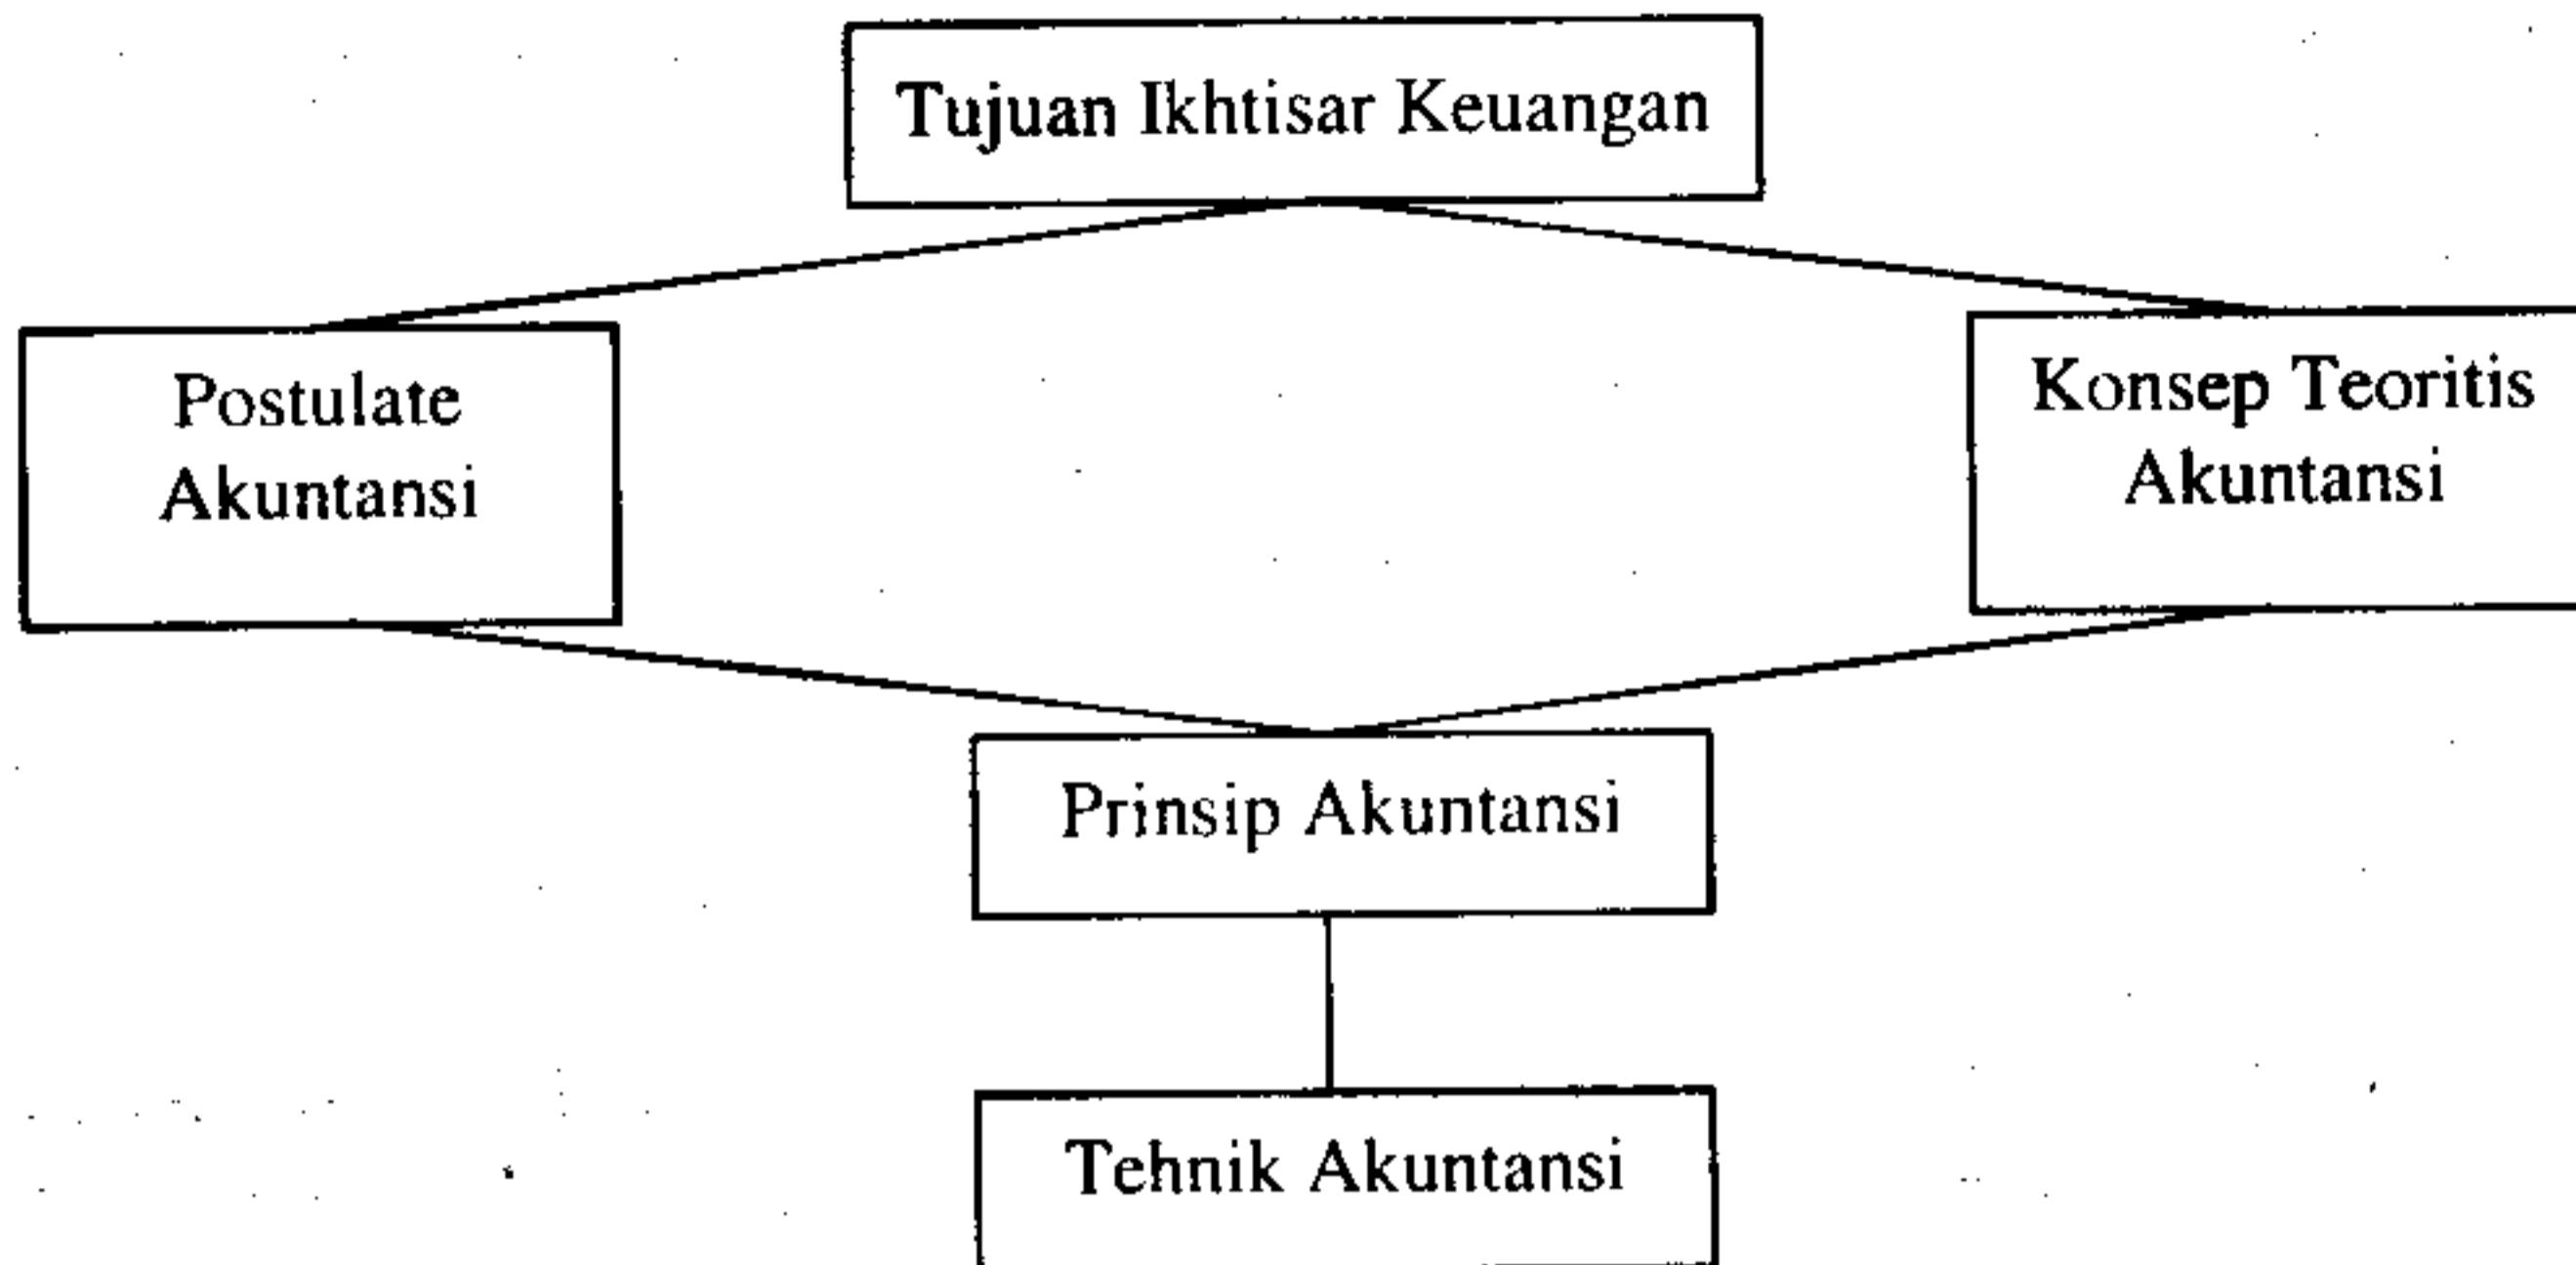 Tujuan Ikhtisar Keuangan
Postulate
Akuntansi
Konsep Teoritis
Akuntansi
Prinsip Akuntansi
Tehnik Akuntansi